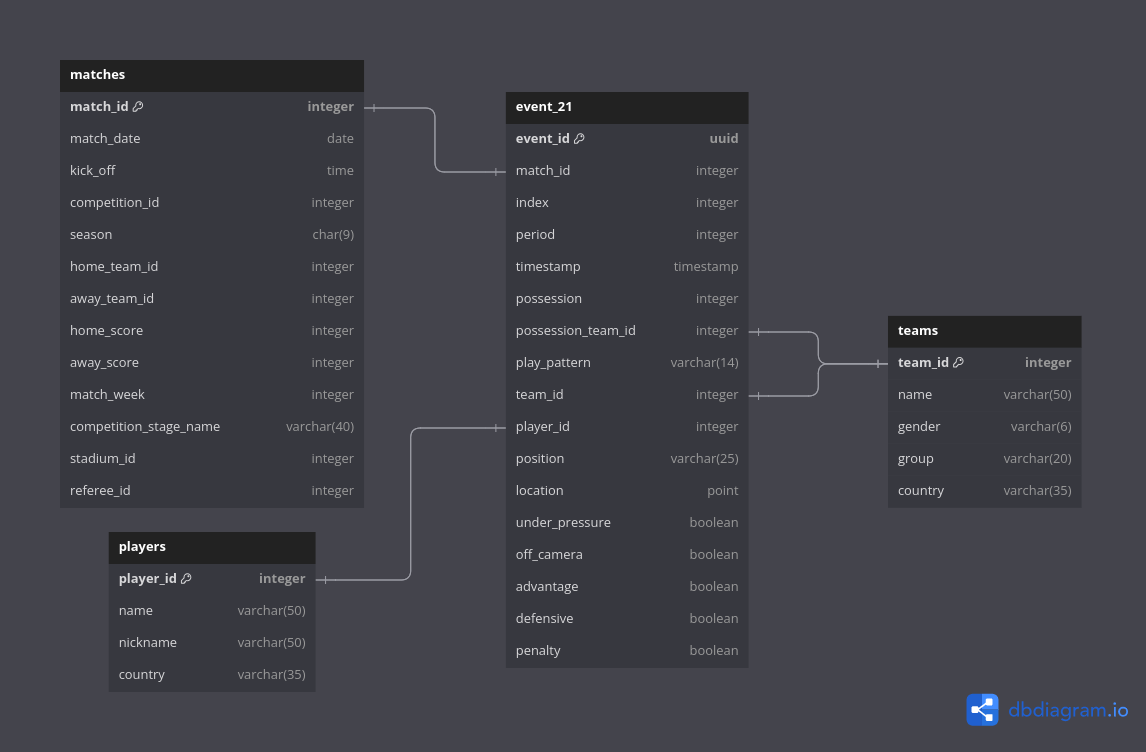 matches
match_id integer
match_date date
kick_off time
competition_id integer
season char(9)
home_team_id integer
away_team_id integer
home_score integer
away_score integer
match_week integer
competition_stage_name varchar(40)
stadium_id integer
referee_id integer
players
player_id integer
name varchar(50)
nickname varchar(50)
country varchar(35)
event_21
event_id uuid
match_id integer
index integer
period integer
timestamp timestamp
possession integer
possession_team_id integer
play_pattern varchar(14)
team_id integer
player_id integer
position varchar(25)
location point
under_pressure boolean
off_camera boolean
advantage boolean
defensive boolean
penalty boolean
teams
team_id integer
name varchar(50)
gender varchar(6)
group varchar(20)
country varchar(35)
dbdiagram.io